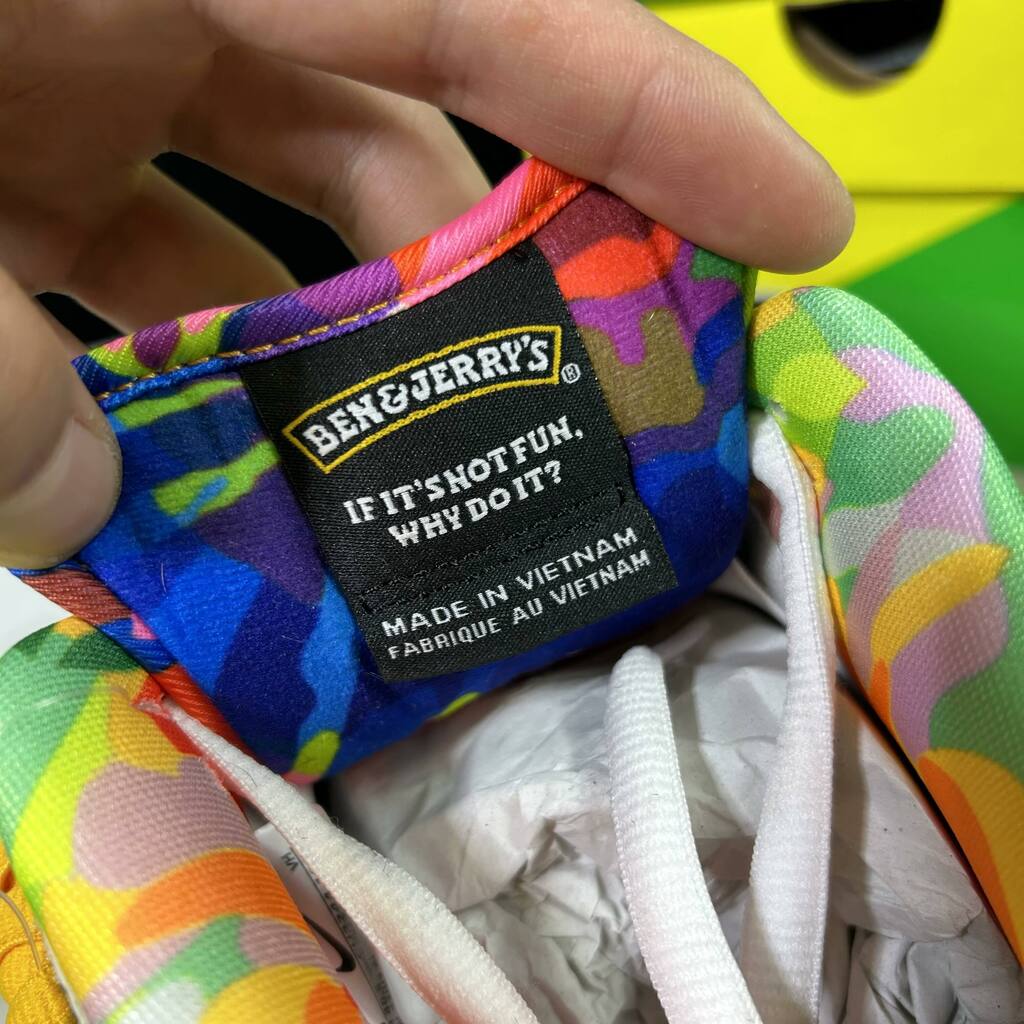 BEN & JERRY'S ®
IF IT'S NOT FUN,
WHY DO IT?
MADE IN VIETNAM
FABRIQUE AU VIETNAM